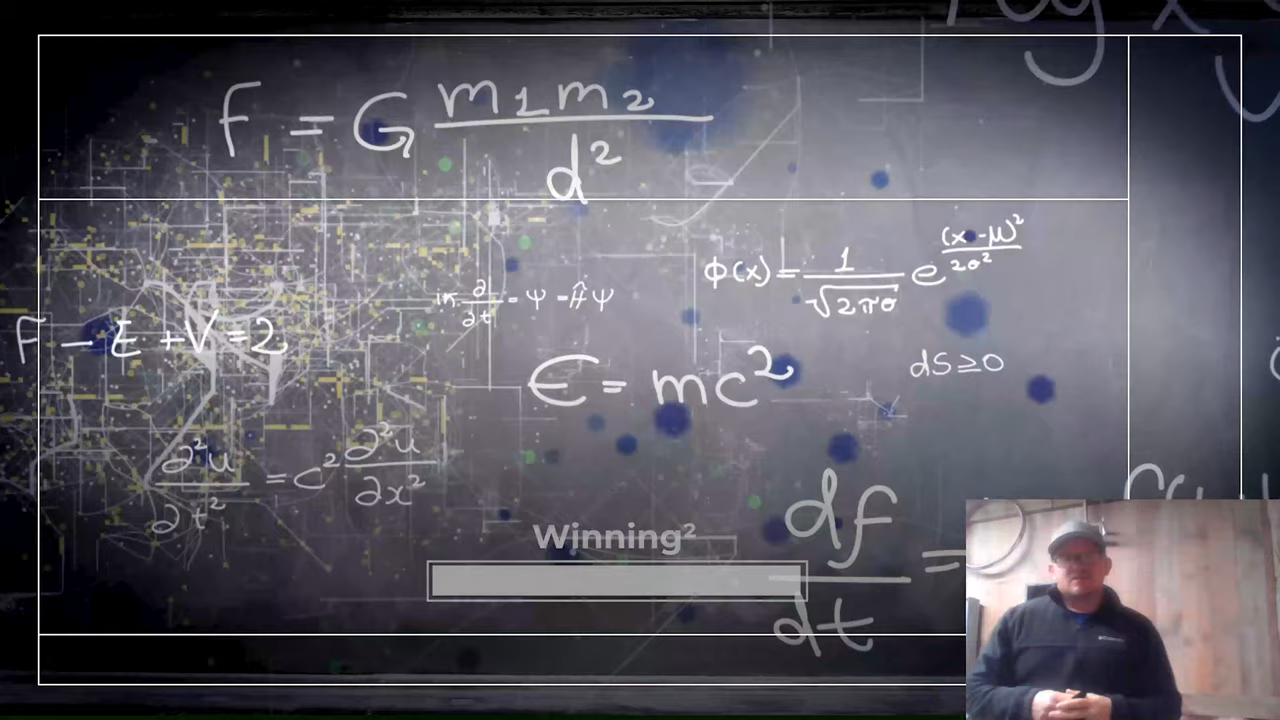 F = G m1m2 / d²
Φ(x) = 1 / √2πσ e (x-μ)² / 2σ²
∂ / ∂t = Ψ = ĤΨ
F - E + V = 2
E = mc²
dS ≥ 0
∂²u / ∂t² = c² ∂²u / ∂x²
df / dt =
Winning²